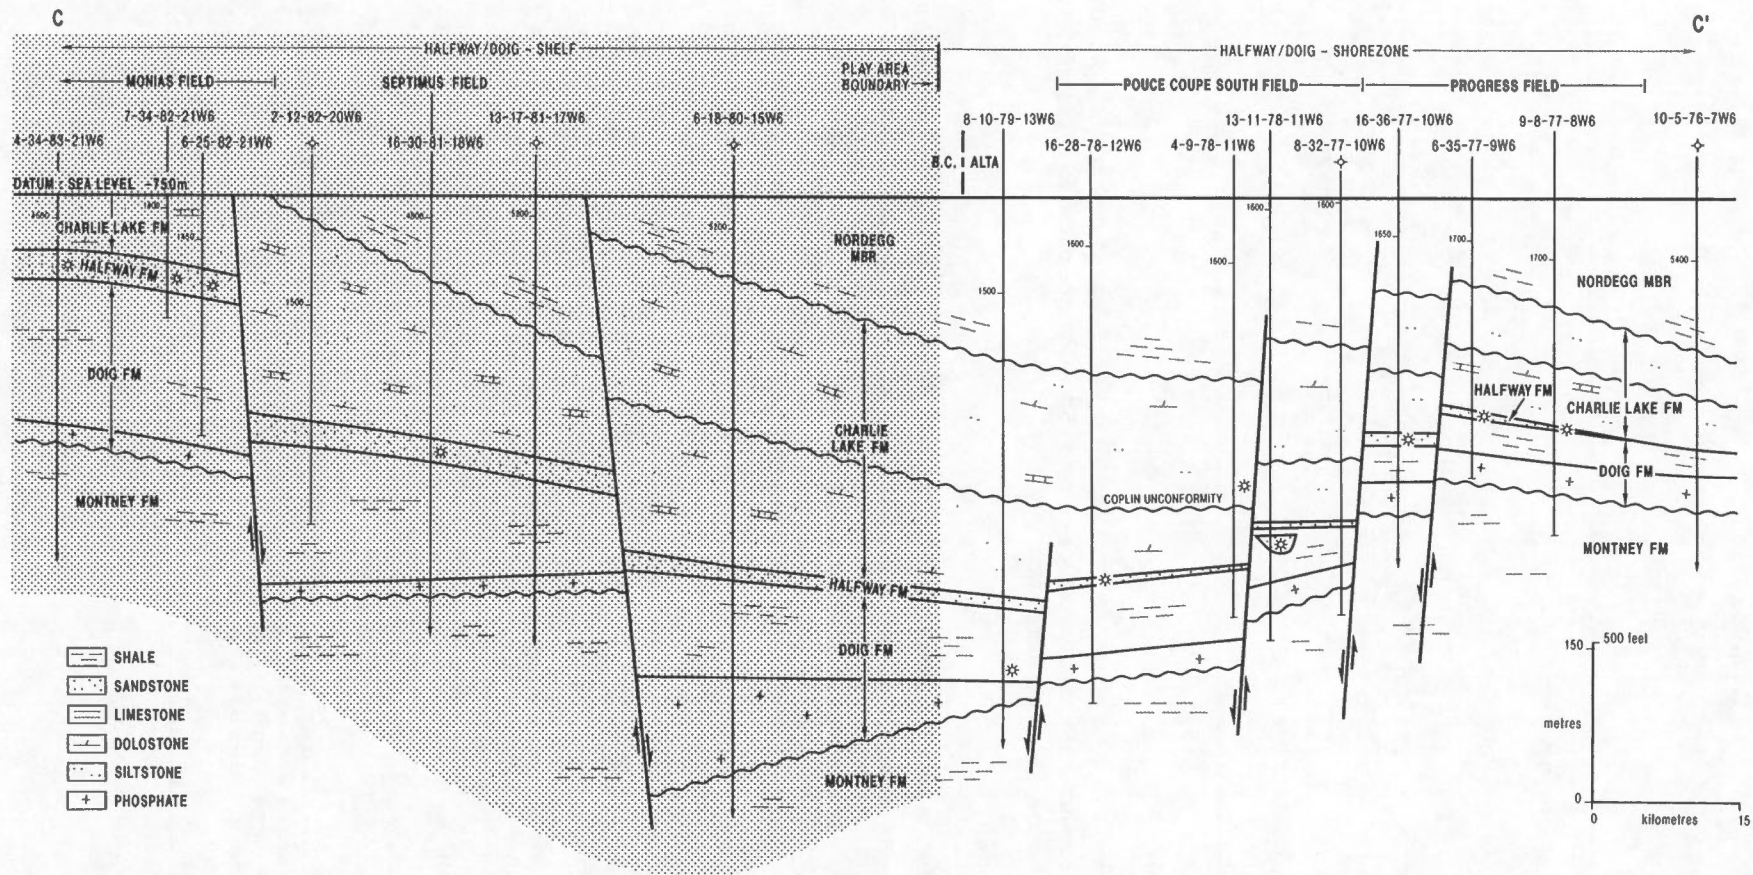 C
C'
HALFWAY/DOIG - SHELF
HALFWAY/DOIG - SHOREZONE
MONIAS FIELD
SEPTIMUS FIELD
PLAY AREA
BOUNDARY
POUCE COUPE SOUTH FIELD
PROGRESS FIELD
7-34-82-21W6
2-12-82-20W6
13-17-81-17W6
6-18-80-15W6
8-10-79-13W6
13-11-78-11W6
16-36-77-10W6
9-8-77-8W6
10-5-76-7W6
4-34-83-21W6
6-25-82-21W6
16-30-81-18W6
16-28-78-12W6
4-9-78-11W6
8-32-77-10W6
6-35-77-9W6
B.C. ALTA
DATUM : SEA LEVEL -750m
1600
1600
1600
1500
1500
1500
1650
1700
1700
5400
CHARLIE LAKE FM
HALFWAY FM
DOIG FM
MONTNEY FM
NORDEGG
MBR
CHARLIE
LAKE FM
HALFWAY FM
DOIG FM
MONTNEY FM
COPLIN UNCONFORMITY
NORDEGG MBR
HALFWAY FM
CHARLIE LAKE FM
DOIG FM
MONTNEY FM
SHALE
SANDSTONE
LIMESTONE
DOLOSTONE
SILTSTONE
PHOSPHATE
500 feet
150
metres
0
0
kilometres
15